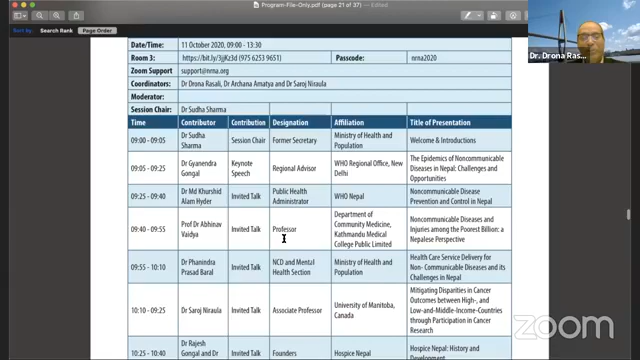 Program-File-Only.pdf (page 21 of 37) — Edited
Sort by: Search Rank Page Order
Date/Time: 11 October 2020, 09:00 - 13:30
Room 3: https://bit.ly/3jjKz3d (975 6253 9651) Passcode: nrna2020
Zoom Support support@nrna.org
Coordinators: Dr Drona Rasali, Dr Archana Amatya and Dr Saroj Niraula
Moderator:
Session Chair: Dr Sudha Sharma
Time Contributor Contribution Designation Affiliation Title of Presentation
09:00 - 09:05 Dr Sudha Sharma Session Chair Former Secretary Ministry of Health and Population Welcome & Introductions
09:05 - 09:25 Dr Gyanendra Gongal Keynote Speech Regional Advisor WHO Regional Office, New Delhi The Epidemics of Noncommunicable Diseases in Nepal: Challenges and Opportunities
09:25 - 09:40 Dr Md Khurshid Alam Hyder Invited Talk Public Health Administrator WHO Nepal Noncommunicable Disease Prevention and Control in Nepal
09:40 - 09:55 Prof Dr Abhinav Vaidya Invited Talk Professor Department of Community Medicine, Kathmandu Medical College Public Limited Noncommunicable Diseases and Injuries among the Poorest Billion: a Nepalese Perspective
09:55 - 10:10 Dr Phanindra Prasad Baral Invited Talk NCD and Mental Health Section Ministry of Health and Population Health Care Service Delivery for Non- Communicable Diseases and its Challenges in Nepal
10:10 - 09:25 Dr Saroj Niraula Invited Talk Associate Professor University of Manitoba, Canada Mitigating Disparities in Cancer Outcomes between High-, and Low-and-Middle-Income-Countries through Participation in Cancer Research
10:25 - 10:40 Dr Rajesh Gongal and Dr Invited Talk Founders Hospice Nepal Hospice Nepal: History and Development
Dr. Drona Ras...
zoom